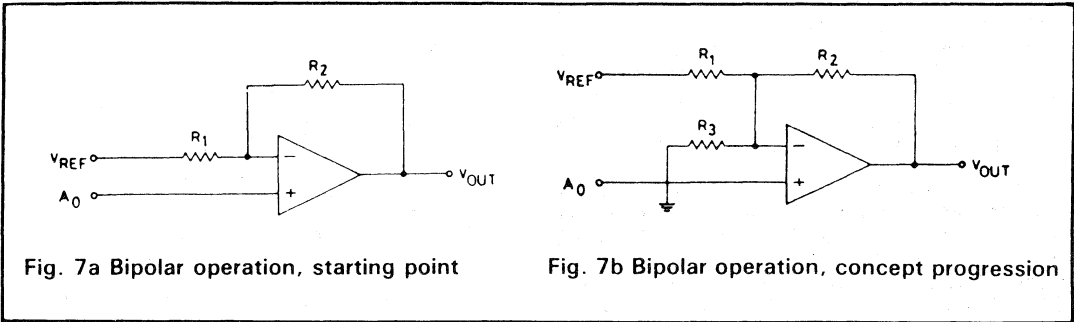 R2
R1
VREF
A0
VOUT
Fig. 7a Bipolar operation, starting point
R1
R2
VREF
R3
A0
VOUT
−
+
−
+
Fig. 7b Bipolar operation, concept progression